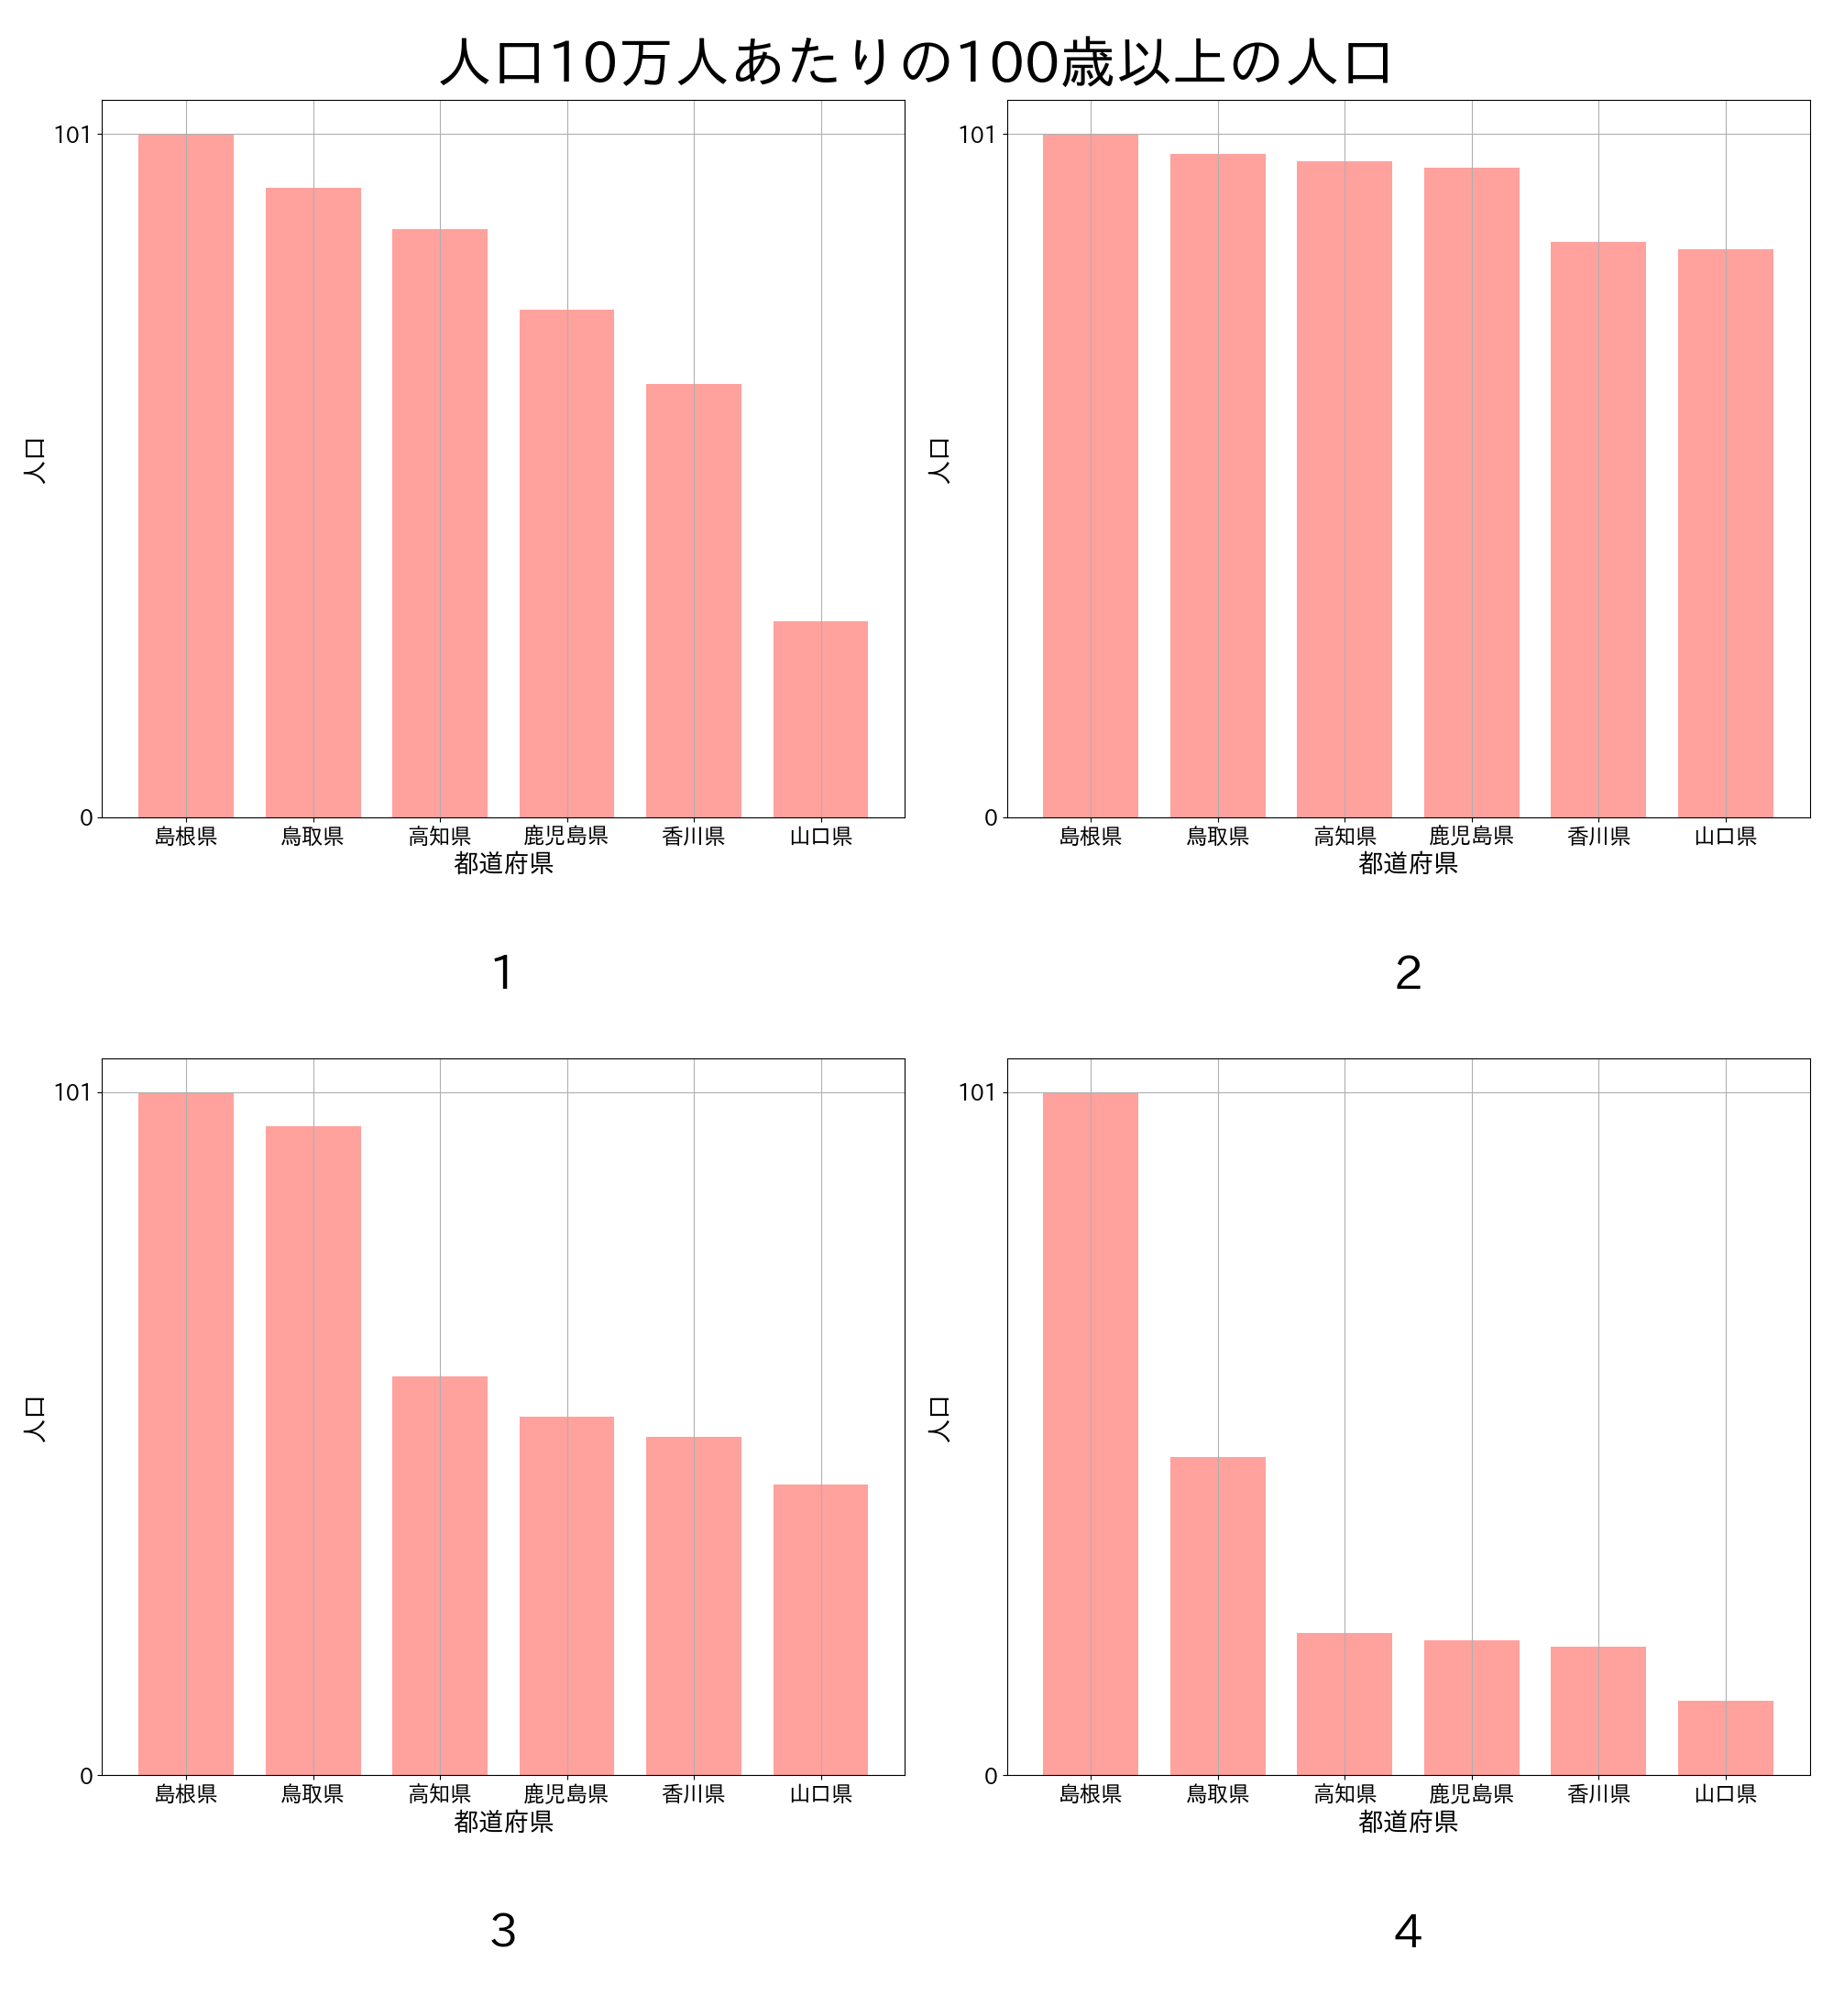 人口10万人あたりの100歳以上の人口
101
0
人口
島根県 鳥取県 高知県 鹿児島県 香川県 山口県
都道府県
1
101
0
人口
島根県 鳥取県 高知県 鹿児島県 香川県 山口県
都道府県
2
101
0
人口
島根県 鳥取県 高知県 鹿児島県 香川県 山口県
都道府県
3
101
0
人口
島根県 鳥取県 高知県 鹿児島県 香川県 山口県
都道府県
4